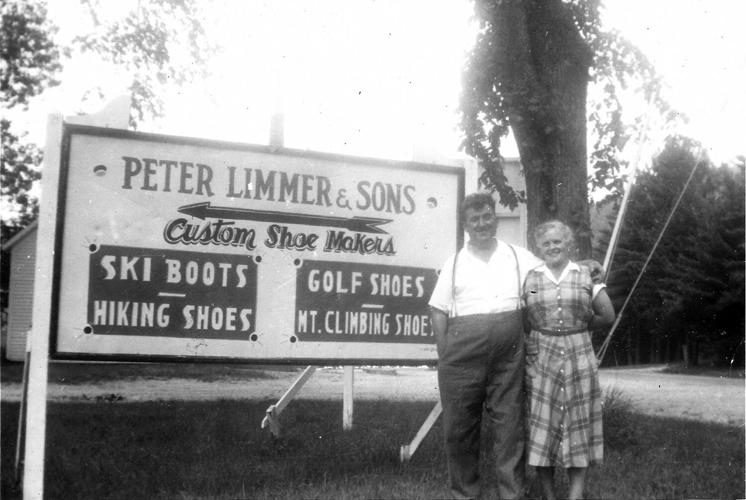 PETER LIMMER & SONS
Custom Shoe Makers
SKI BOOTS
HIKING SHOES
GOLF SHOES
MT. CLIMBING SHOES